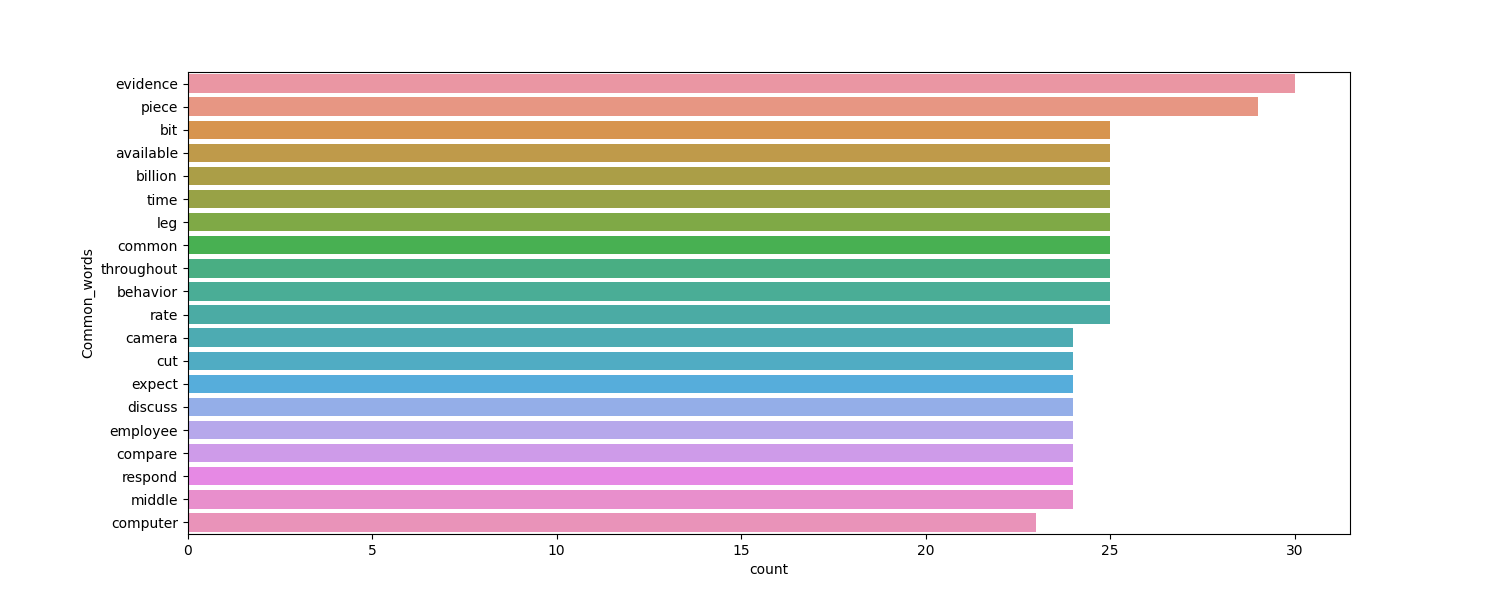 evidence
piece
bit
available
billion
time
leg
common
throughout
behavior
rate
camera
cut
expect
discuss
employee
compare
respond
middle
computer
Common_words
0 5 10 15 20 25 30
count